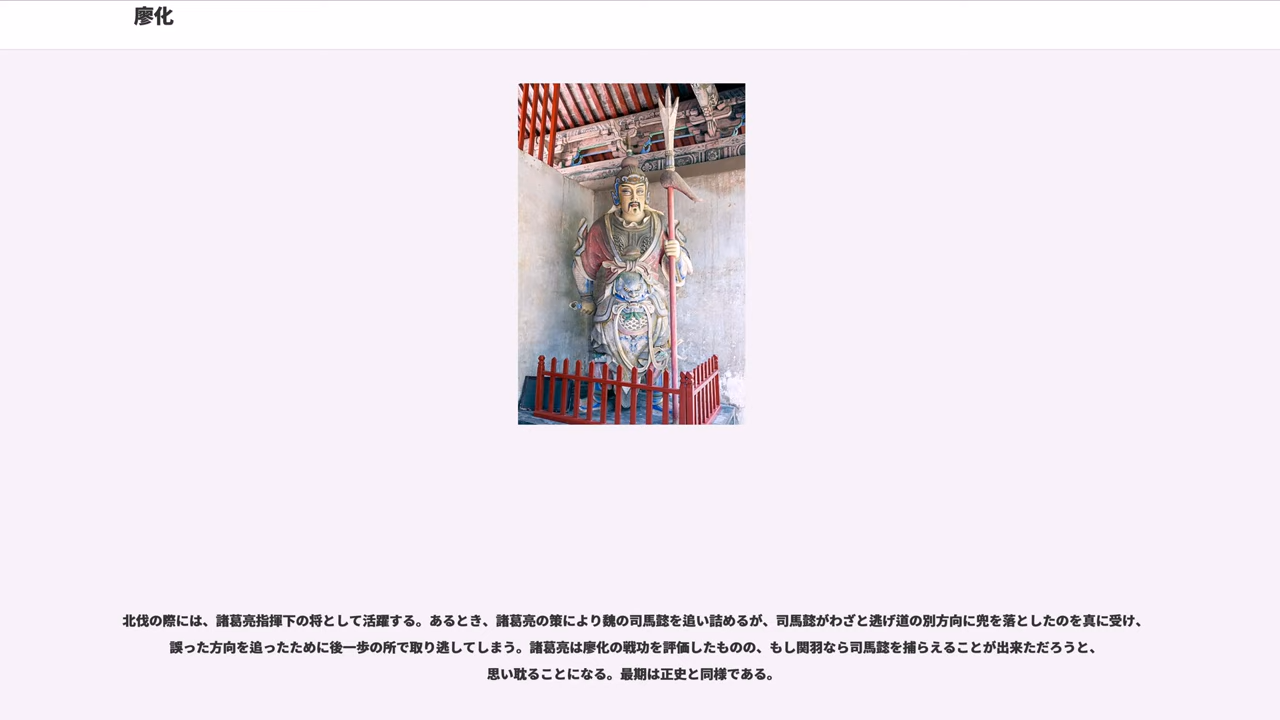 廖化
北伐の際には、諸葛亮指揮下の将として活躍する。あるとき、諸葛亮の策により魏の司馬懿を追い詰めるが、司馬懿がわざと逃げ道の別方向に兜を落としたのを真に受け、
誤った方向を追ったために後一歩の所で取り逃してしまう。諸葛亮は廖化の戦功を評価したものの、もし関羽なら司馬懿を捕らえることが出来ただろうと、
思い耽ることになる。最期は正史と同様である。